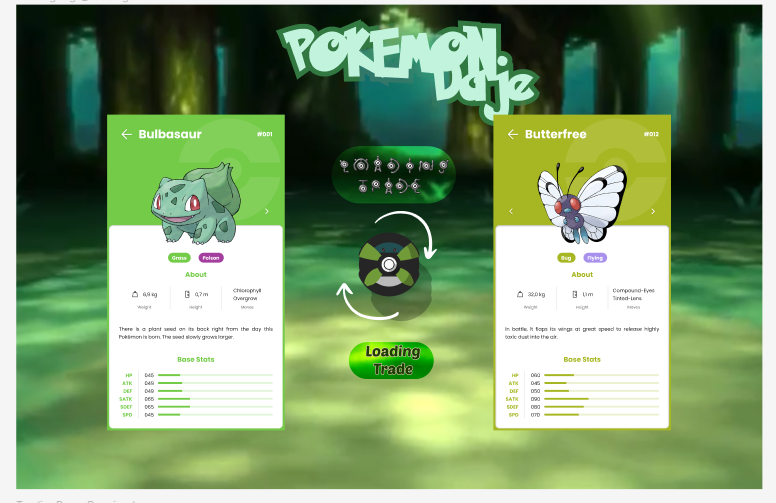 POKEMON.
Daje
Bulbasaur
#001
Grass
Poison
About
6,9 kg
0,7 m
Chlorophyll
Overgrow
Weight
Height
Moves
There is a plant seed on its back right from the day this
Pokémon is born. The seed slowly grows larger.
Base Stats
HP 045
ATK 049
DEF 049
SATK 065
SDEF 065
SPD 045
LOADING
TRADE
Loading
Trade
Butterfree
#012
Bug
Flying
About
32,0 kg
1,1 m
Compound-Eyes
Tinted-Lens
Weight
Height
Moves
In battle, it flaps its wings at great speed to release highly
toxic dust into the air.
Base Stats
HP 060
ATK 045
DEF 050
SATK 090
SDEF 080
SPD 070